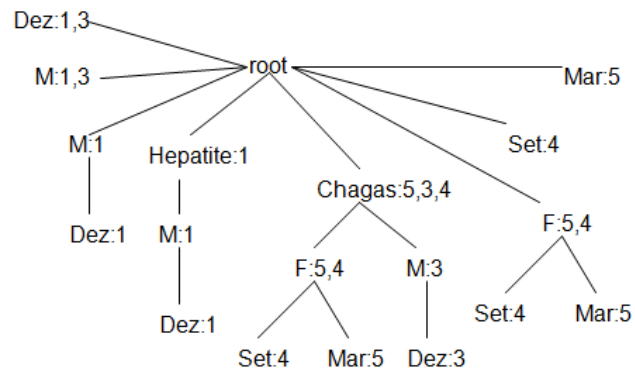 Dez:1,3
root
M:1,3
Mar:5
M:1
Hepatite:1
Set:4
Chagas:5,3,4
Dez:1
M:1
F:5,4
F:5,4
M:3
Dez:1
Set:4
Mar:5
Set:4
Mar:5
Dez:3